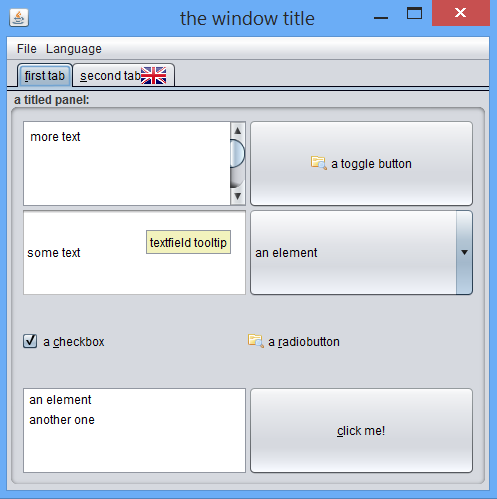 the window title
File Language
first tab second tab
a titled panel:
more text
a toggle button
some text
textfield tooltip
an element
a checkbox
a radiobutton
an element
another one
click me!